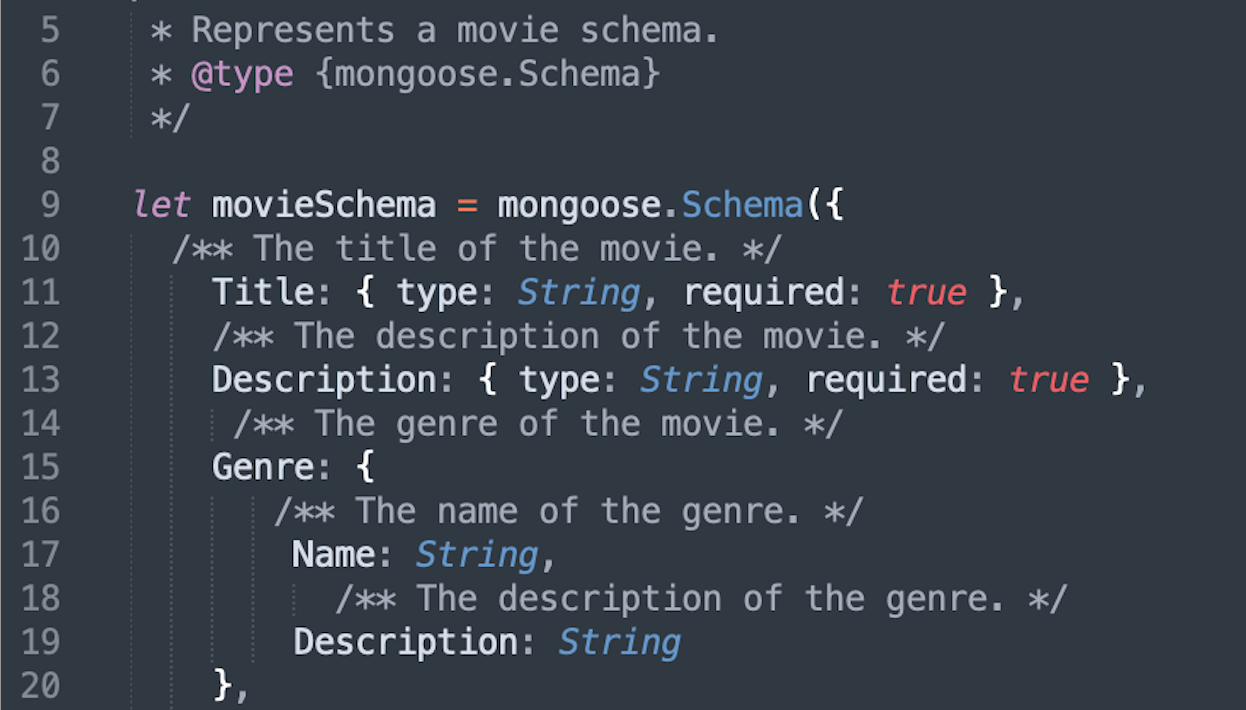 5 * Represents a movie schema.
6 * @type {mongoose.Schema}
7 */
8
9 let movieSchema = mongoose.Schema({
10 /** The title of the movie. */
11 Title: { type: String, required: true },
12 /** The description of the movie. */
13 Description: { type: String, required: true },
14 /** The genre of the movie. */
15 Genre: {
16 /** The name of the genre. */
17 Name: String,
18 /** The description of the genre. */
19 Description: String
20 },